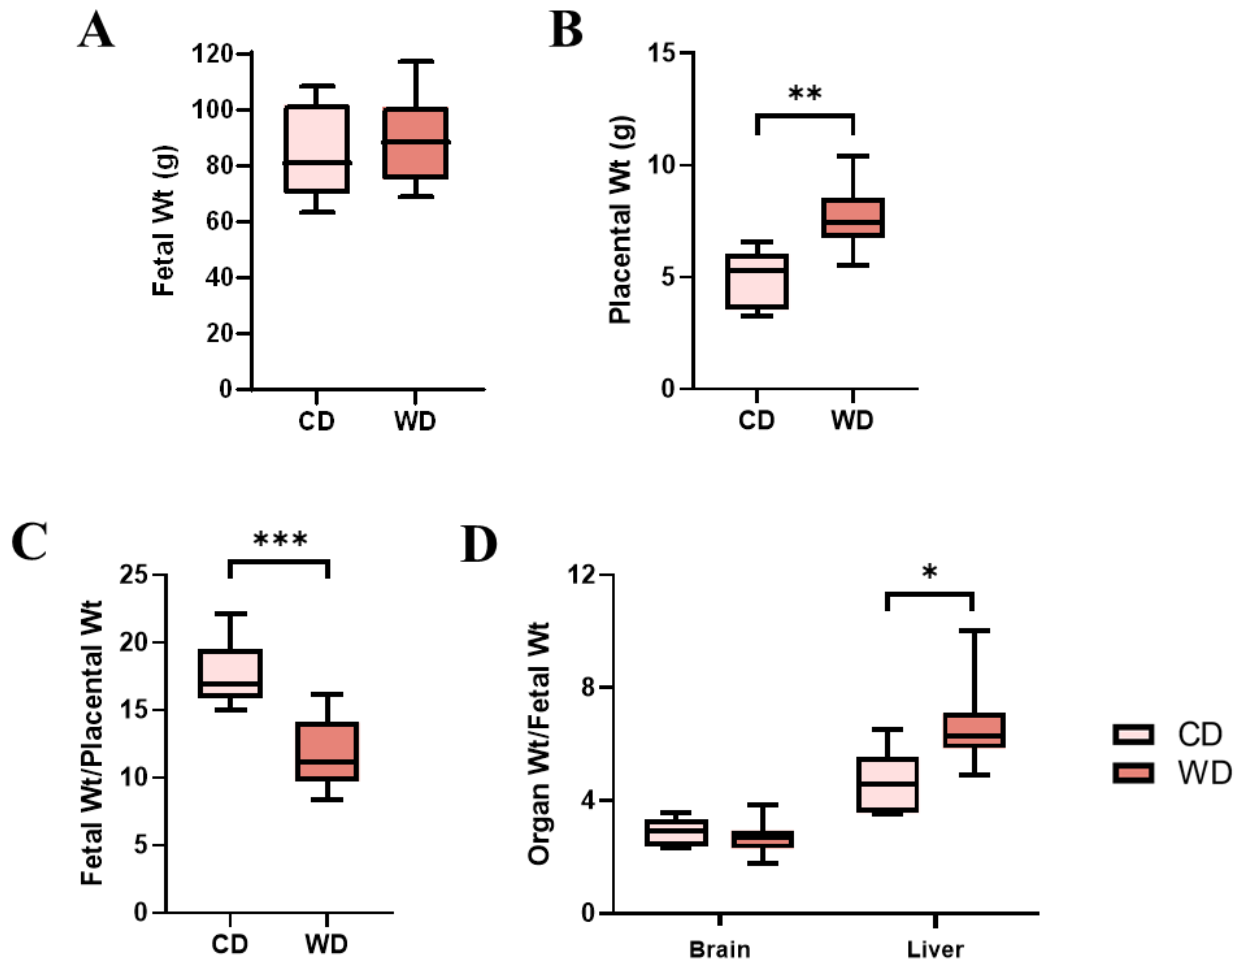 A
Fetal Wt (g)
120
100
80
60
40
20
0
CD WD
B
Placental Wt (g)
15
10
5
0
**
CD WD
C
Fetal Wt/Placental Wt
25
20
15
10
5
0
***
CD WD
D
Organ Wt/Fetal Wt
12
8
4
0
*
Brain Liver
CD
WD